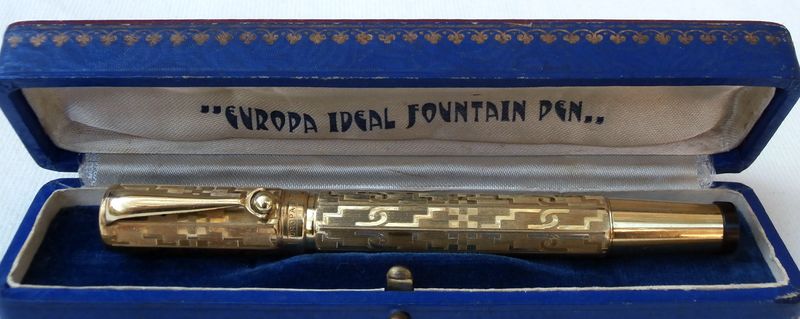 "EUROPA IDEAL FOUNTAIN PEN"